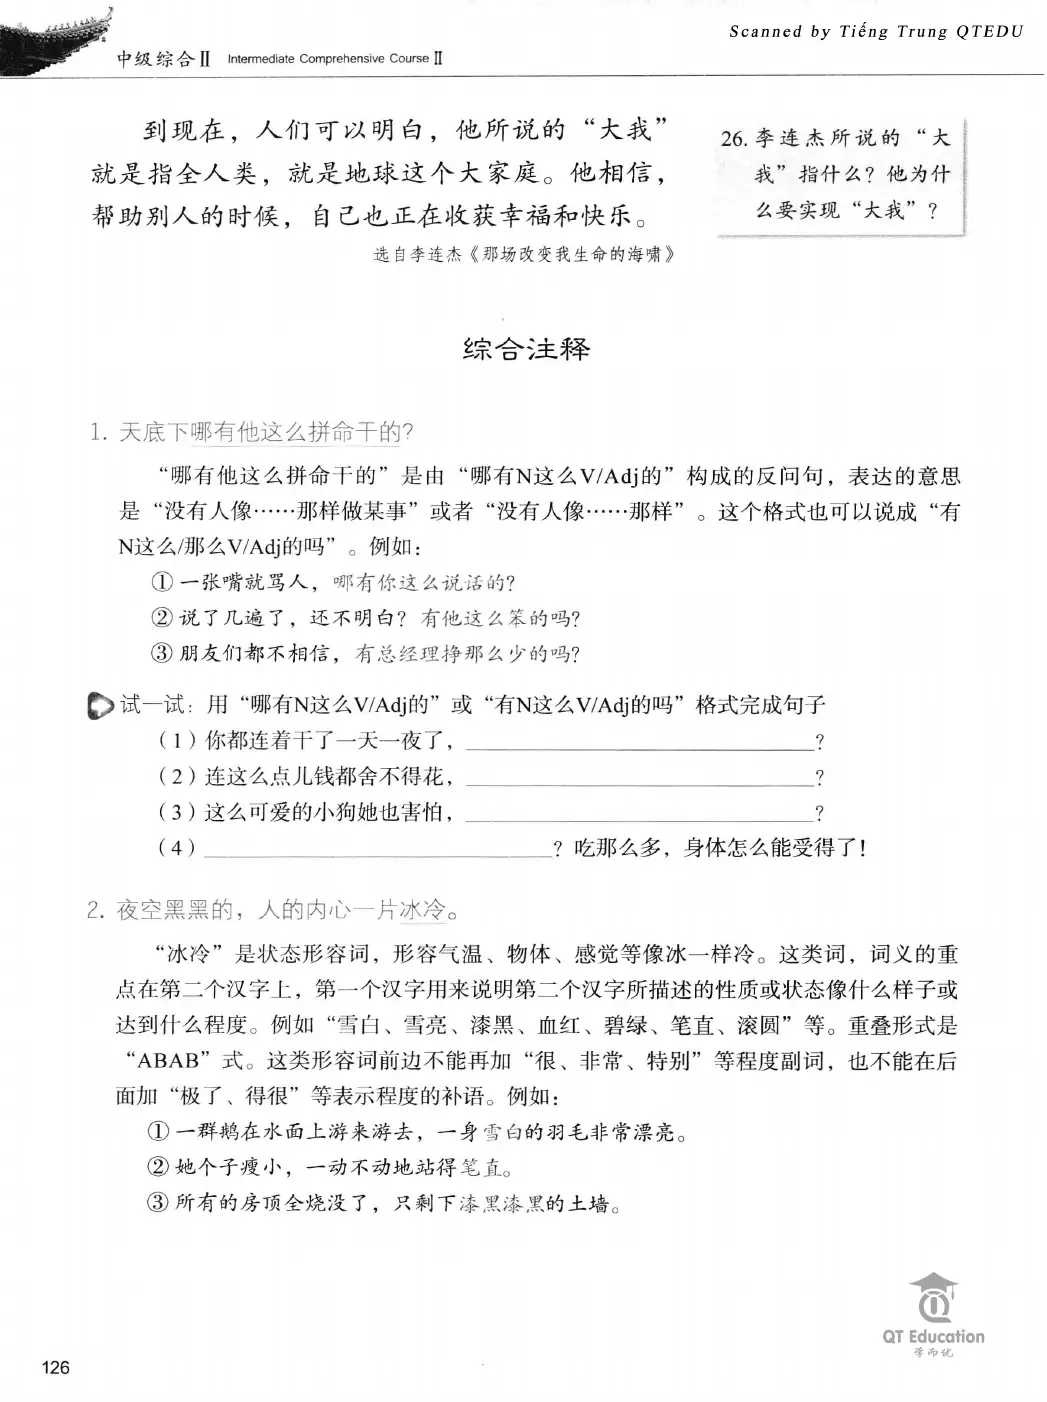 Scanned by Tiếng Trung QTEDU
中级综合Ⅱ Intermediate Comprehensive Course Ⅱ
到现在，人们可以明白，他所说的“大我”
就是指全人类，就是地球这个大家庭。他相信，
帮助别人的时候，自己也正在收获幸福和快乐。
选自李连杰《那场改变我生命的海啸》
26. 李连杰所说的“大
我”指什么？他为什
么要实现“大我”？
综合注释
1. 天底下哪有他这么拼命干的？
“哪有他这么拼命干的”是由“哪有N这么V/Adj的”构成的反问句，表达的意思
是“没有人像……那样做某事”或者“没有人像……那样”。这个格式也可以说成“有
N这么/那么V/Adj的吗”。例如：
① 一张嘴就骂人，哪有你这么说话的？
② 说了几遍了，还不明白？有他这么笨的吗？
③ 朋友们都不相信，有总经理挣那么少的吗？
试一试：用“哪有N这么V/Adj的”或“有N这么V/Adj的吗”格式完成句子
（1）你都连着干了一天一夜了，______________________________？
（2）连这么点儿钱都舍不得花，______________________________？
（3）这么可爱的小狗她也害怕，______________________________？
（4）______________________________？吃那么多，身体怎么能受得了！
2. 夜空黑黑的，人的内心一片冰冷。
“冰冷”是状态形容词，形容气温、物体、感觉等像冰一样冷。这类词，词义的重
点在第二个汉字上，第一个汉字用来说明第二个汉字所描述的性质或状态像什么样子或
达到什么程度。例如“雪白、雪亮、漆黑、血红、碧绿、笔直、滚圆”等。重叠形式是
“ABAB”式。这类形容词前边不能再加“很、非常、特别”等程度副词，也不能在后
面加“极了、得很”等表示程度的补语。例如：
① 一群鹅在水面上游来游去，一身雪白的羽毛非常漂亮。
② 她个子瘦小，一动不动地站得笔直。
③ 所有的房顶全烧没了，只剩下漆黑漆黑的土墙。
QT Education
学而优
126